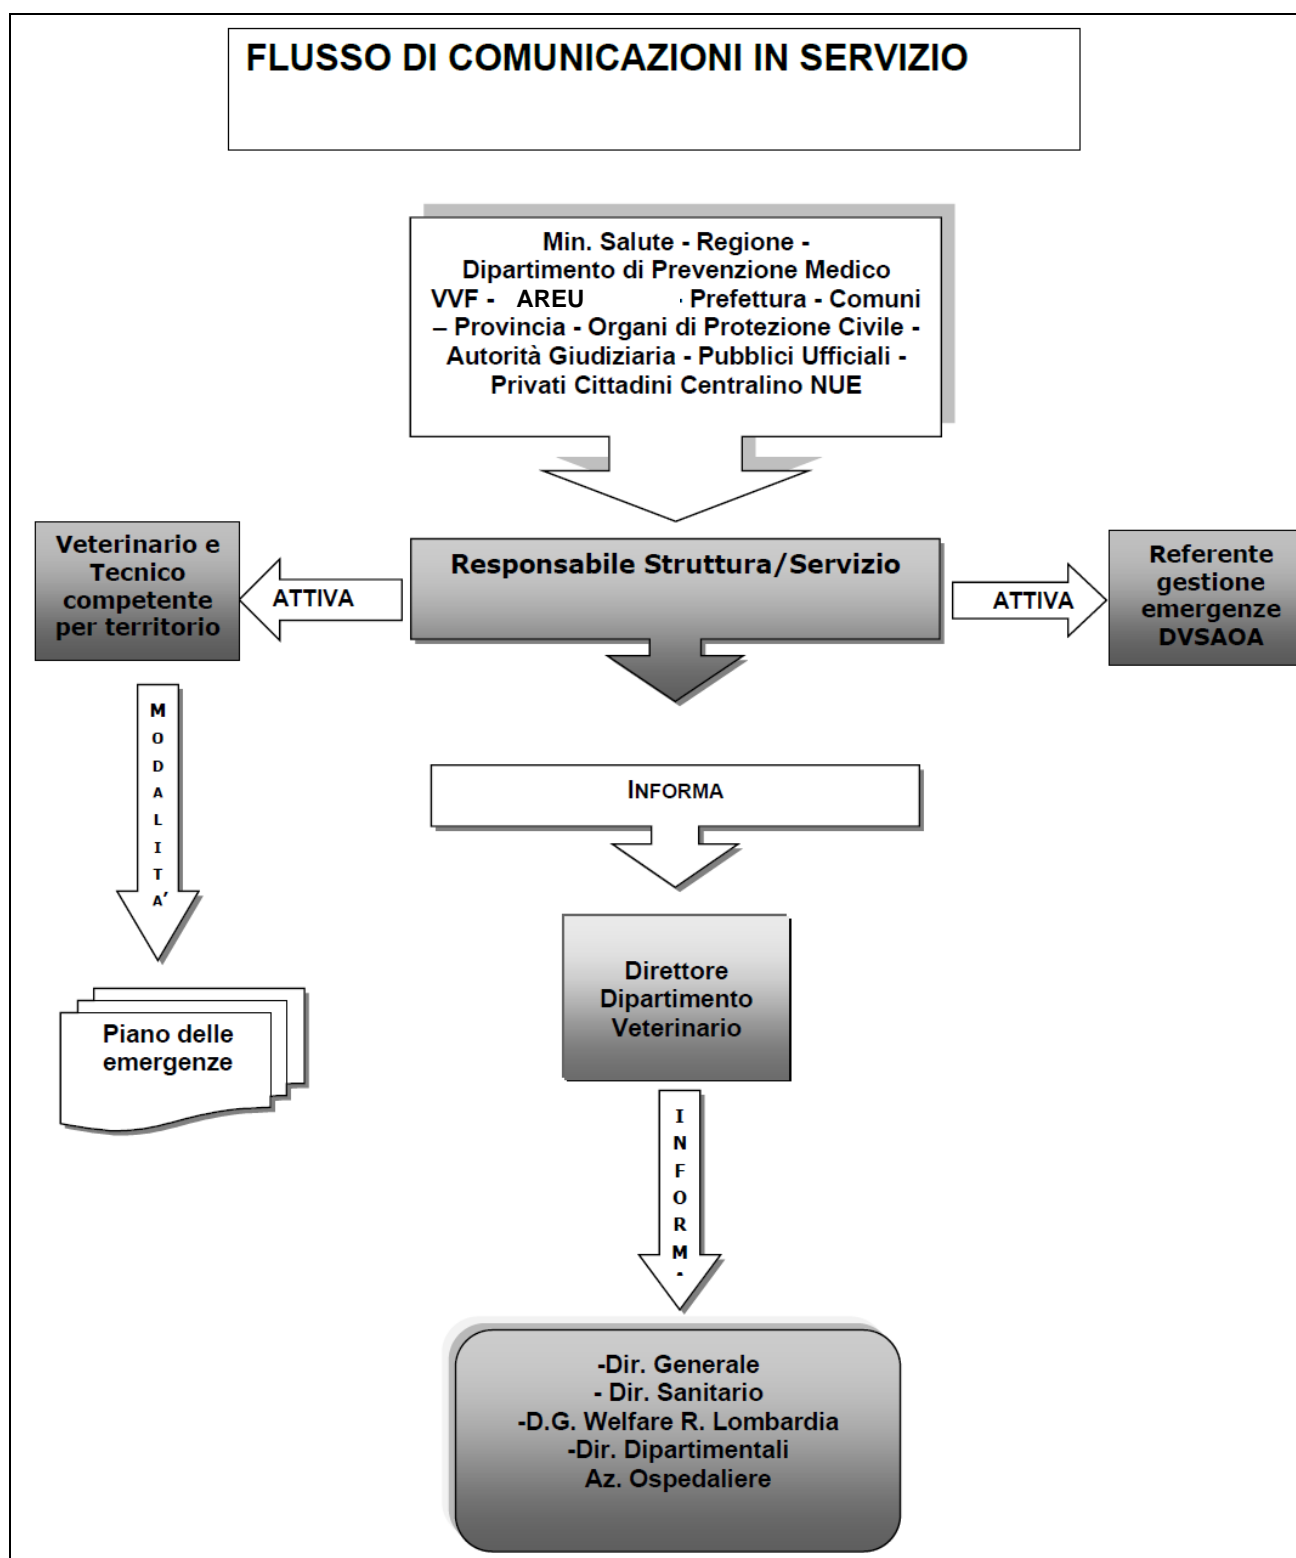 FLUSSO DI COMUNICAZIONI IN SERVIZIO
Min. Salute - Regione -
Dipartimento di Prevenzione Medico
VVF - AREU - Prefettura - Comuni
– Provincia - Organi di Protezione Civile -
Autorità Giudiziaria - Pubblici Ufficiali -
Privati Cittadini Centralino NUE
Veterinario e
Tecnico
competente
per territorio
ATTIVA
Responsabile Struttura/Servizio
ATTIVA
Referente
gestione
emergenze
DVSAOA
M
O
D
A
L
I
T
A’
INFORMA
Direttore
Dipartimento
Veterinario
Piano delle
emergenze
I
N
F
O
R
M
-Dir. Generale
- Dir. Sanitario
-D.G. Welfare R. Lombardia
-Dir. Dipartimentali
Az. Ospedaliere